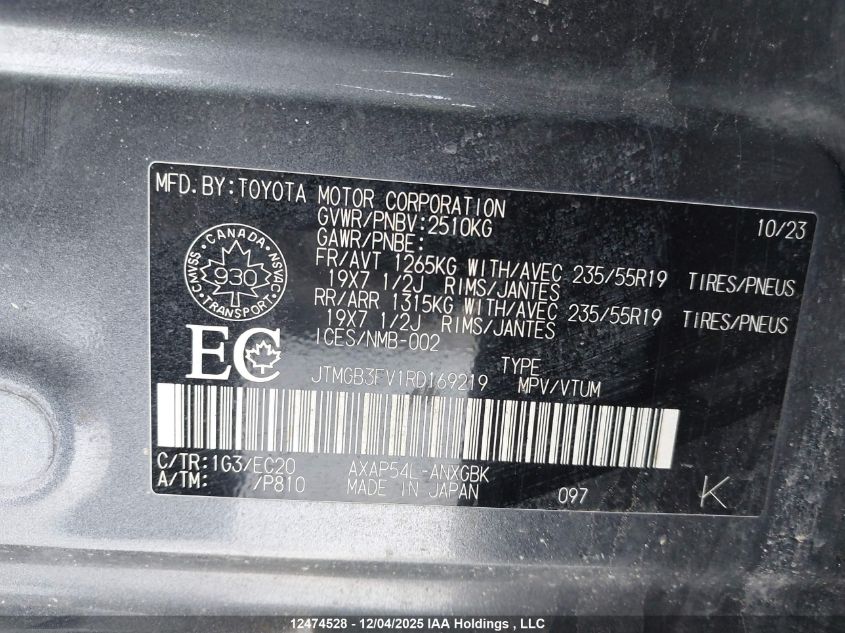 MFD.BY:TOYOTA MOTOR CORPORATION 10/23
GVWR/PNBV:2510KG
GAWR/PNBE:
FR/AVT 1265KG WITH/AVEC 235/55R19 TIRES/PNEUS
19X7 1/2J RIMS/JANTES
RR/ARR 1315KG WITH/AVEC 235/55R19 TIRES/PNEUS
19X7 1/2J RIMS/JANTES
ICES/NMB-002
CANADA
CMVSS 930 NSVAC
TRANSPORT
EC
TYPE
JTMGB3FV1RD169219 MPV/VTUM
C/TR:1G3/EC20 AXAP54L-ANXGBK
A/TM: /P810 MADE IN JAPAN 097 K
12474528 - 12/04/2025 IAA Holdings , LLC